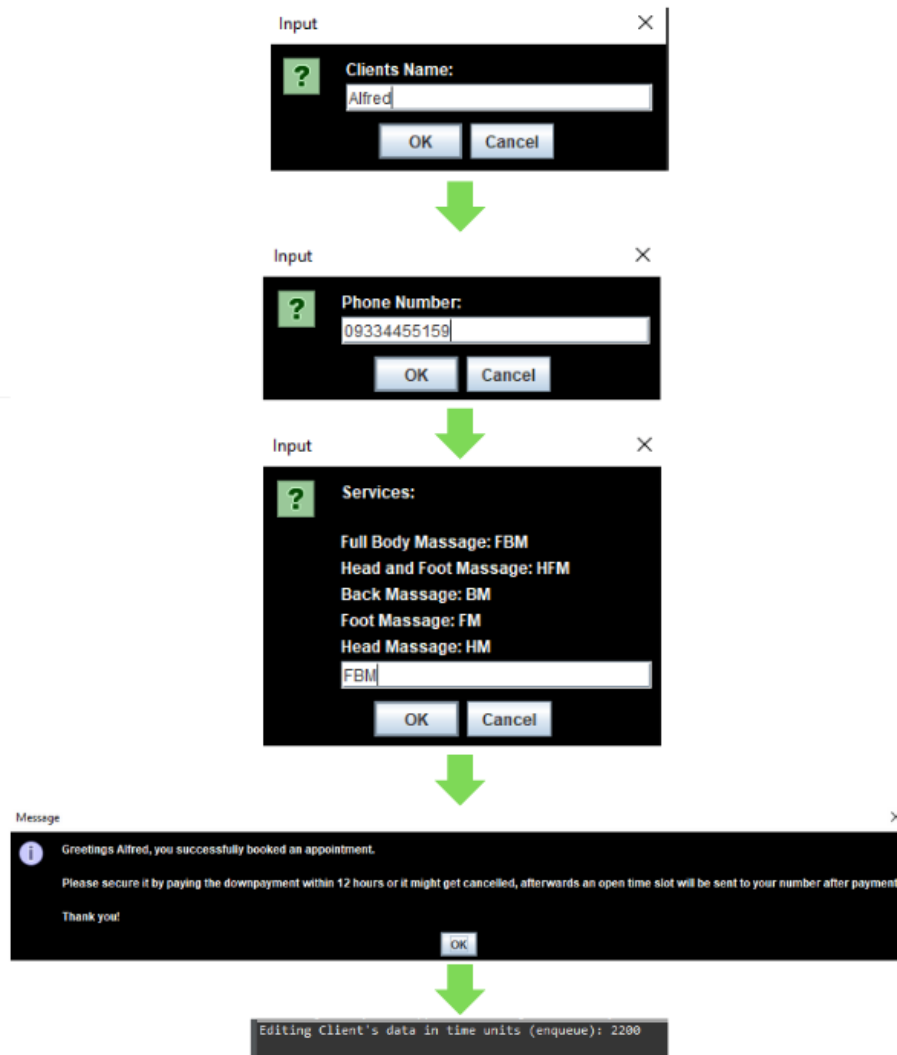 Input
Clients Name:
Alfred
OK Cancel
Input
Phone Number:
09334455159
OK Cancel
Input
Services:
Full Body Massage: FBM
Head and Foot Massage: HFM
Back Massage: BM
Foot Massage: FM
Head Massage: HM
FBM
OK Cancel
Message
Greetings Alfred, you successfully booked an appointment.
Please secure it by paying the downpayment within 12 hours or it might get cancelled, afterwards an open time slot will be sent to your number after payment
Thank you!
OK
Editing Client's data in time units (enqueue): 2200